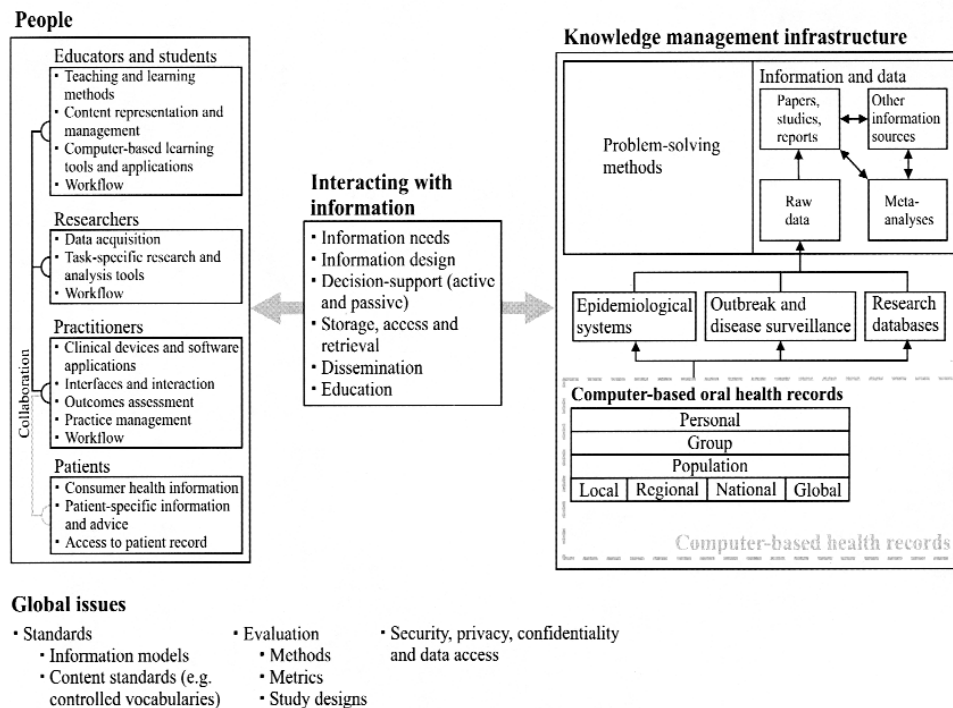 People
Educators and students
▪ Teaching and learning
methods
▪ Content representation and
management
▪ Computer-based learning
tools and applications
▪ Workflow
Researchers
▪ Data acquisition
▪ Task-specific research and
analysis tools
▪ Workflow
Practitioners
▪ Clinical devices and software
applications
▪ Interfaces and interaction
▪ Outcomes assessment
▪ Practice management
▪ Workflow
Patients
▪ Consumer health information
▪ Patient-specific information
and advice
▪ Access to patient record
Collaboration
Interacting with
information
▪ Information needs
▪ Information design
▪ Decision-support (active
and passive)
▪ Storage, access and
retrieval
▪ Dissemination
▪ Education
Knowledge management infrastructure
Problem-solving
methods
Information and data
Papers,
studies,
reports
Other
information
sources
Raw
data
Meta-
analyses
Epidemiological
systems
Outbreak and
disease surveillance
Research
databases
Computer-based oral health records
Personal
Group
Population
Local Regional National Global
Computer-based health records
Global issues
▪ Standards
▪ Information models
▪ Content standards (e.g.
controlled vocabularies)
▪ Evaluation
▪ Methods
▪ Metrics
▪ Study designs
▪ Security, privacy, confidentiality
and data access